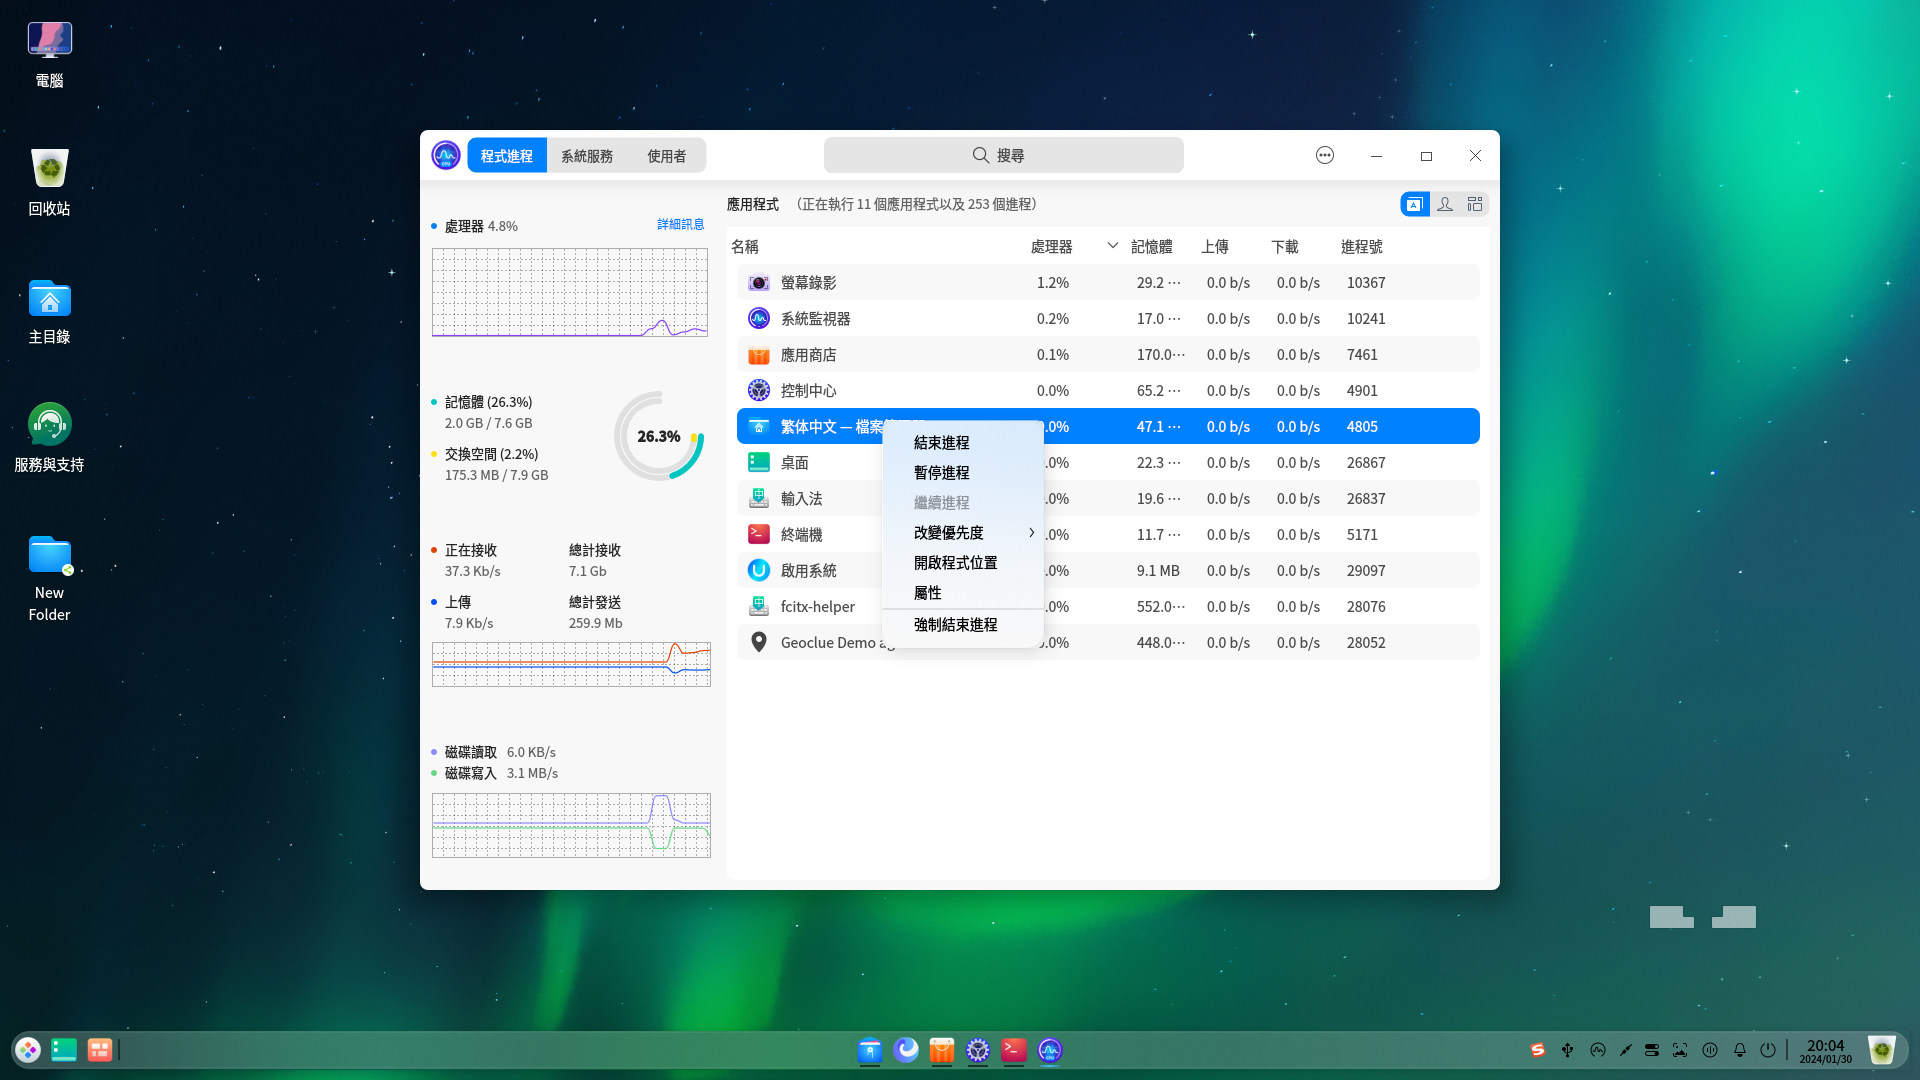 電腦
回收站
主目錄
服務與支持
New
Folder
程式進程 系統服務 使用者
搜尋
處理器 4.8% 詳細訊息
記憶體 (26.3%)
2.0 GB / 7.6 GB
交換空間 (2.2%)
175.3 MB / 7.9 GB
26.3%
正在接收 總計接收
37.3 Kb/s 7.1 Gb
上傳 總計發送
7.9 Kb/s 259.9 Mb
磁碟讀取 6.0 KB/s
磁碟寫入 3.1 MB/s
應用程式 (正在執行 11 個應用程式以及 253 個進程)
名稱 處理器 記憶體 上傳 下載 進程號
螢幕錄影 1.2% 29.2 ⋯ 0.0 b/s 0.0 b/s 10367
系統監視器 0.2% 17.0 ⋯ 0.0 b/s 0.0 b/s 10241
應用商店 0.1% 170.0⋯ 0.0 b/s 0.0 b/s 7461
控制中心 0.0% 65.2 ⋯ 0.0 b/s 0.0 b/s 4901
繁体中文 — 檔案 .0% 47.1 ⋯ 0.0 b/s 0.0 b/s 4805
桌面 .0% 22.3 ⋯ 0.0 b/s 0.0 b/s 26867
輸入法 .0% 19.6 ⋯ 0.0 b/s 0.0 b/s 26837
終端機 .0% 11.7 ⋯ 0.0 b/s 0.0 b/s 5171
啟用系統 .0% 9.1 MB 0.0 b/s 0.0 b/s 29097
fcitx-helper .0% 552.0⋯ 0.0 b/s 0.0 b/s 28076
Geoclue Demo .0% 448.0⋯ 0.0 b/s 0.0 b/s 28052
結束進程
暫停進程
繼續進程
改變優先度
開啟程式位置
屬性
強制結束進程
20:04
2024/01/30